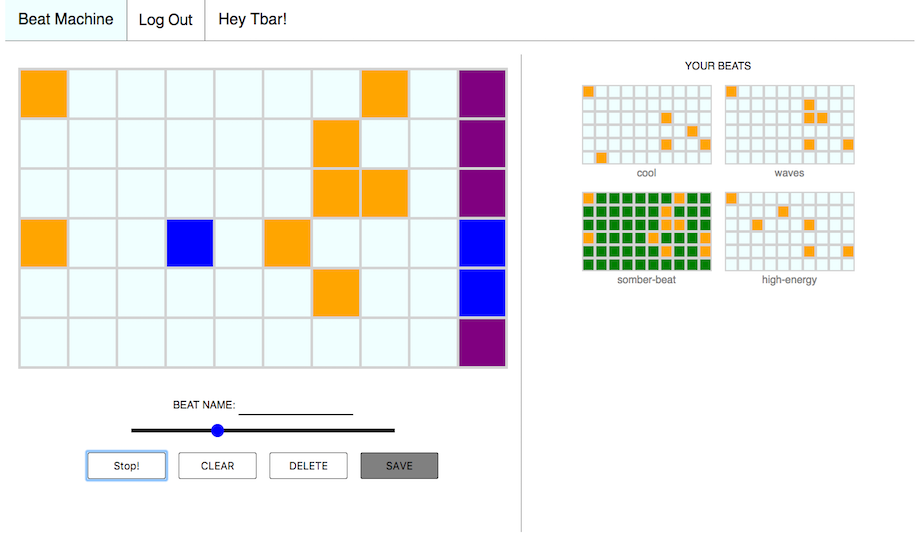 Beat Machine
Log Out
Hey Tbar!
YOUR BEATS
cool
waves
somber-beat
high-energy
BEAT NAME:
Stop!
CLEAR
DELETE
SAVE